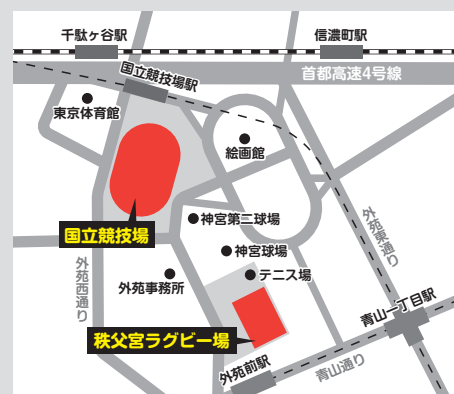 千駄ヶ谷駅
信濃町駅
国立競技場駅
首都高速4号線
東京体育館
絵画館
国立競技場
神宮第二球場
外苑東通り
神宮球場
外苑西通り
外苑事務所
テニス場
青山一丁目駅
秩父宮ラグビー場
外苑前駅
青山通り